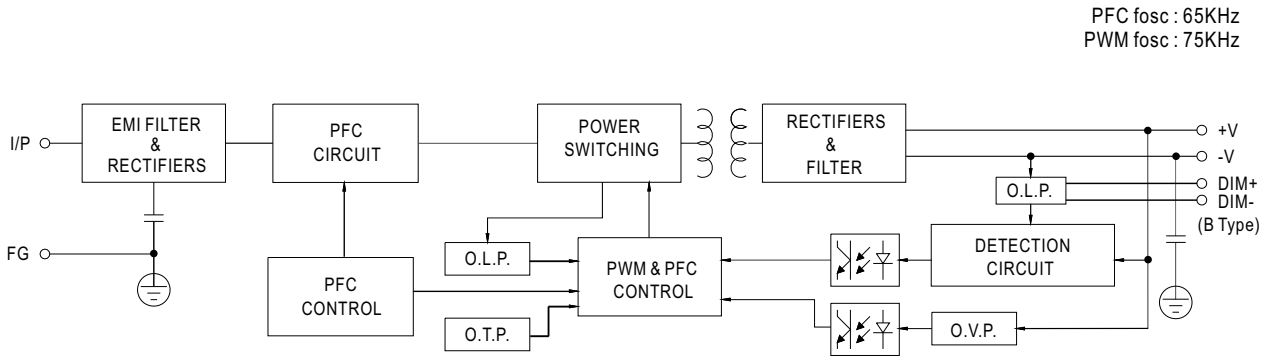 PFC fosc : 65KHz
PWM fosc : 75KHz
I/P
EMI FILTER
&
RECTIFIERS
PFC
CIRCUIT
POWER
SWITCHING
RECTIFIERS
&
FILTER
+V
-V
DIM+
DIM-
(B Type)
O.L.P.
FG
O.L.P.
PFC
CONTROL
PWM & PFC
CONTROL
DETECTION
CIRCUIT
O.T.P.
O.V.P.